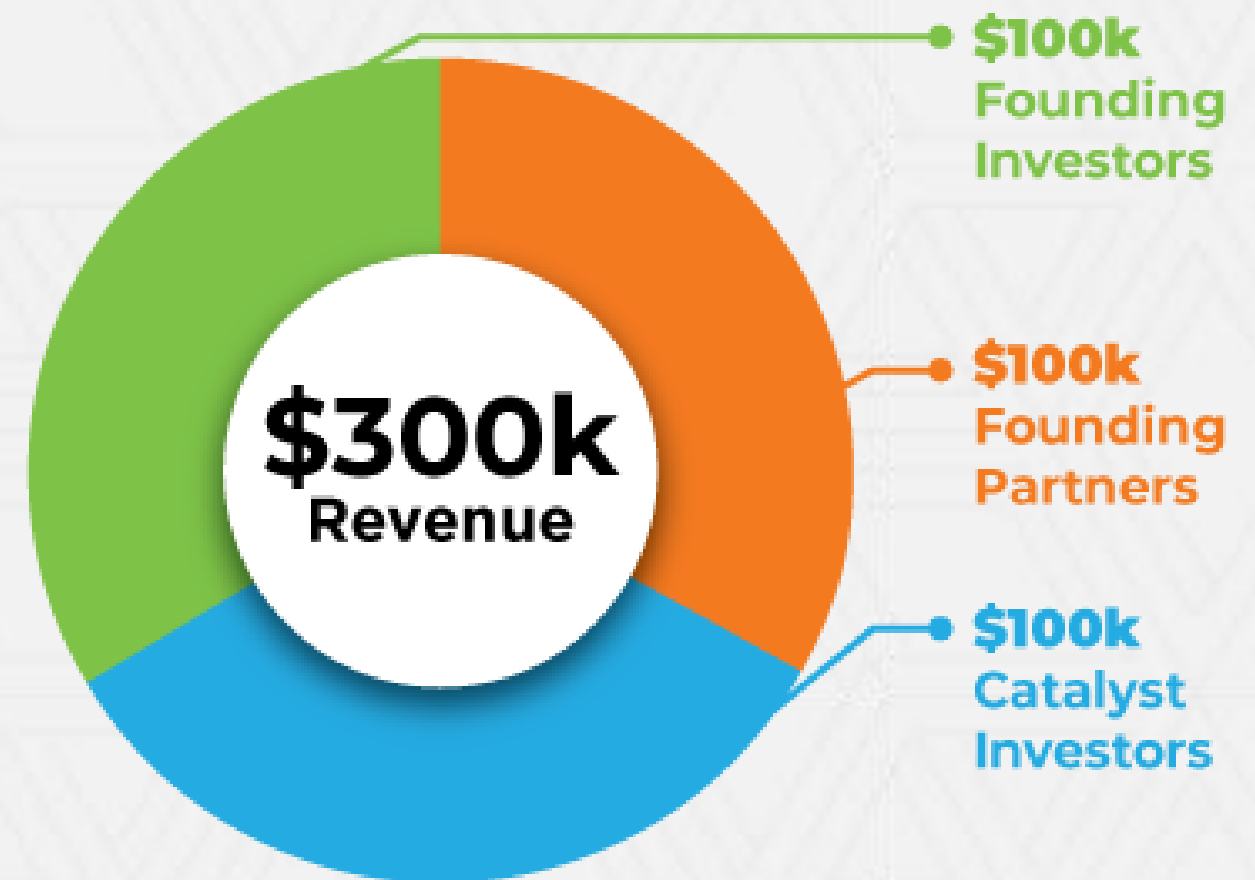 $100k
Founding
Investors
$300k
Revenue
$100k
Founding
Partners
$100k
Catalyst
Investors